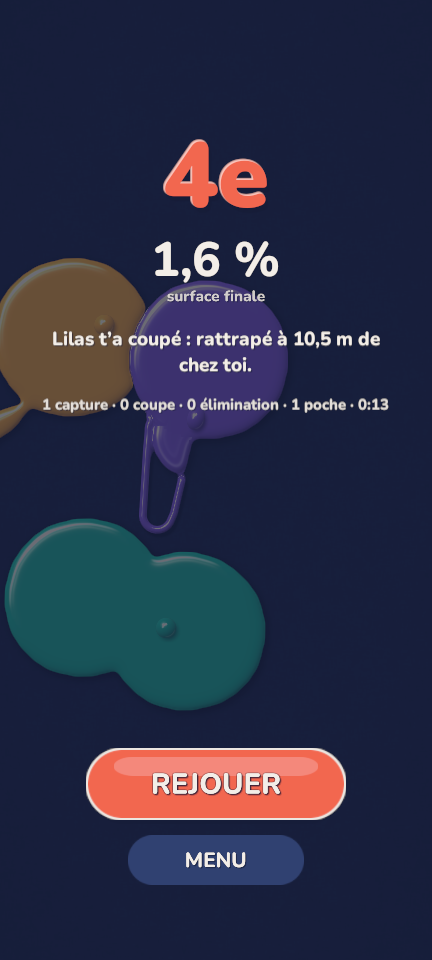 4e
1,6 %
surface finale
Lilas t’a coupé : rattrapé à 10,5 m de
chez toi.
1 capture · 0 coupe · 0 élimination · 1 poche · 0:13
REJOUER
MENU